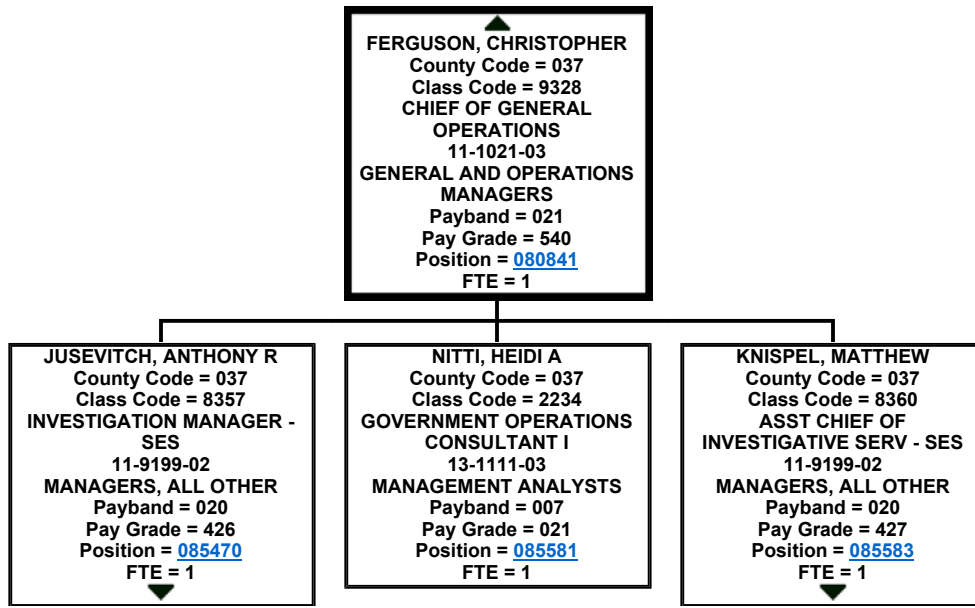 FERGUSON, CHRISTOPHER
County Code = 037
Class Code = 9328
CHIEF OF GENERAL
OPERATIONS
11-1021-03
GENERAL AND OPERATIONS
MANAGERS
Payband = 021
Pay Grade = 540
Position = 080841
FTE = 1
JUSEVITCH, ANTHONY R
County Code = 037
Class Code = 8357
INVESTIGATION MANAGER -
SES
11-9199-02
MANAGERS, ALL OTHER
Payband = 020
Pay Grade = 426
Position = 085470
FTE = 1
NITTI, HEIDI A
County Code = 037
Class Code = 2234
GOVERNMENT OPERATIONS
CONSULTANT I
13-1111-03
MANAGEMENT ANALYSTS
Payband = 007
Pay Grade = 021
Position = 085581
FTE = 1
KNISPEL, MATTHEW
County Code = 037
Class Code = 8360
ASST CHIEF OF
INVESTIGATIVE SERV - SES
11-9199-02
MANAGERS, ALL OTHER
Payband = 020
Pay Grade = 427
Position = 085583
FTE = 1